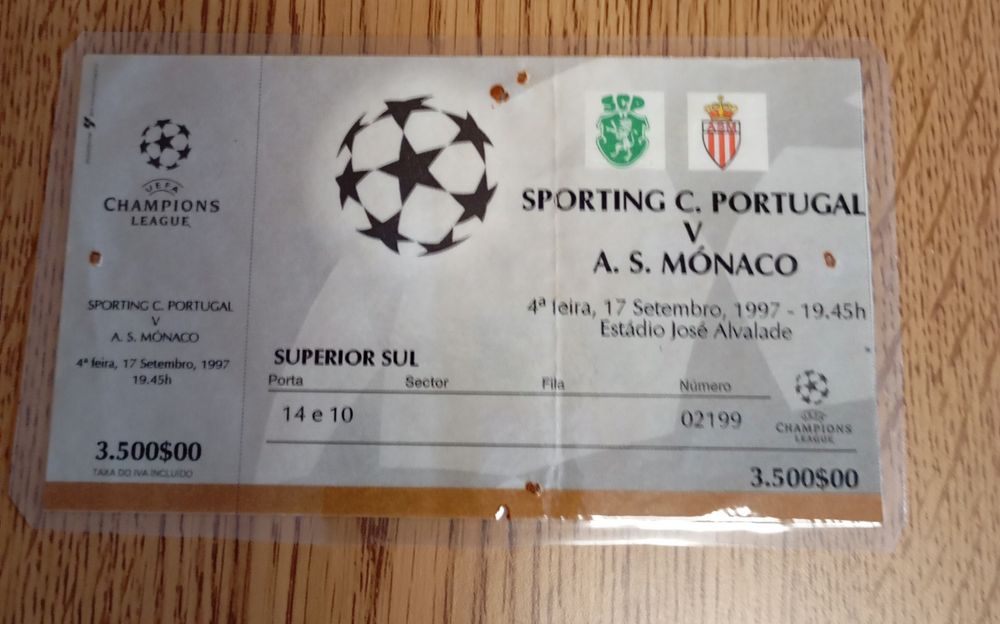 UEFA
CHAMPIONS
LEAGUE
SPORTING C. PORTUGAL
V
A. S. MÓNACO
4ª feira, 17 Setembro, 1997
19.45h
3.500$00
TAXA DO IVA INCLUIDO
SCP
ASM
SPORTING C. PORTUGAL
V
A. S. MÓNACO
4ª feira, 17 Setembro, 1997 - 19.45h
Estádio José Alvalade
SUPERIOR SUL
Porta Sector Fila Número
14 e 10 02199
UEFA
CHAMPIONS
LEAGUE
3.500$00